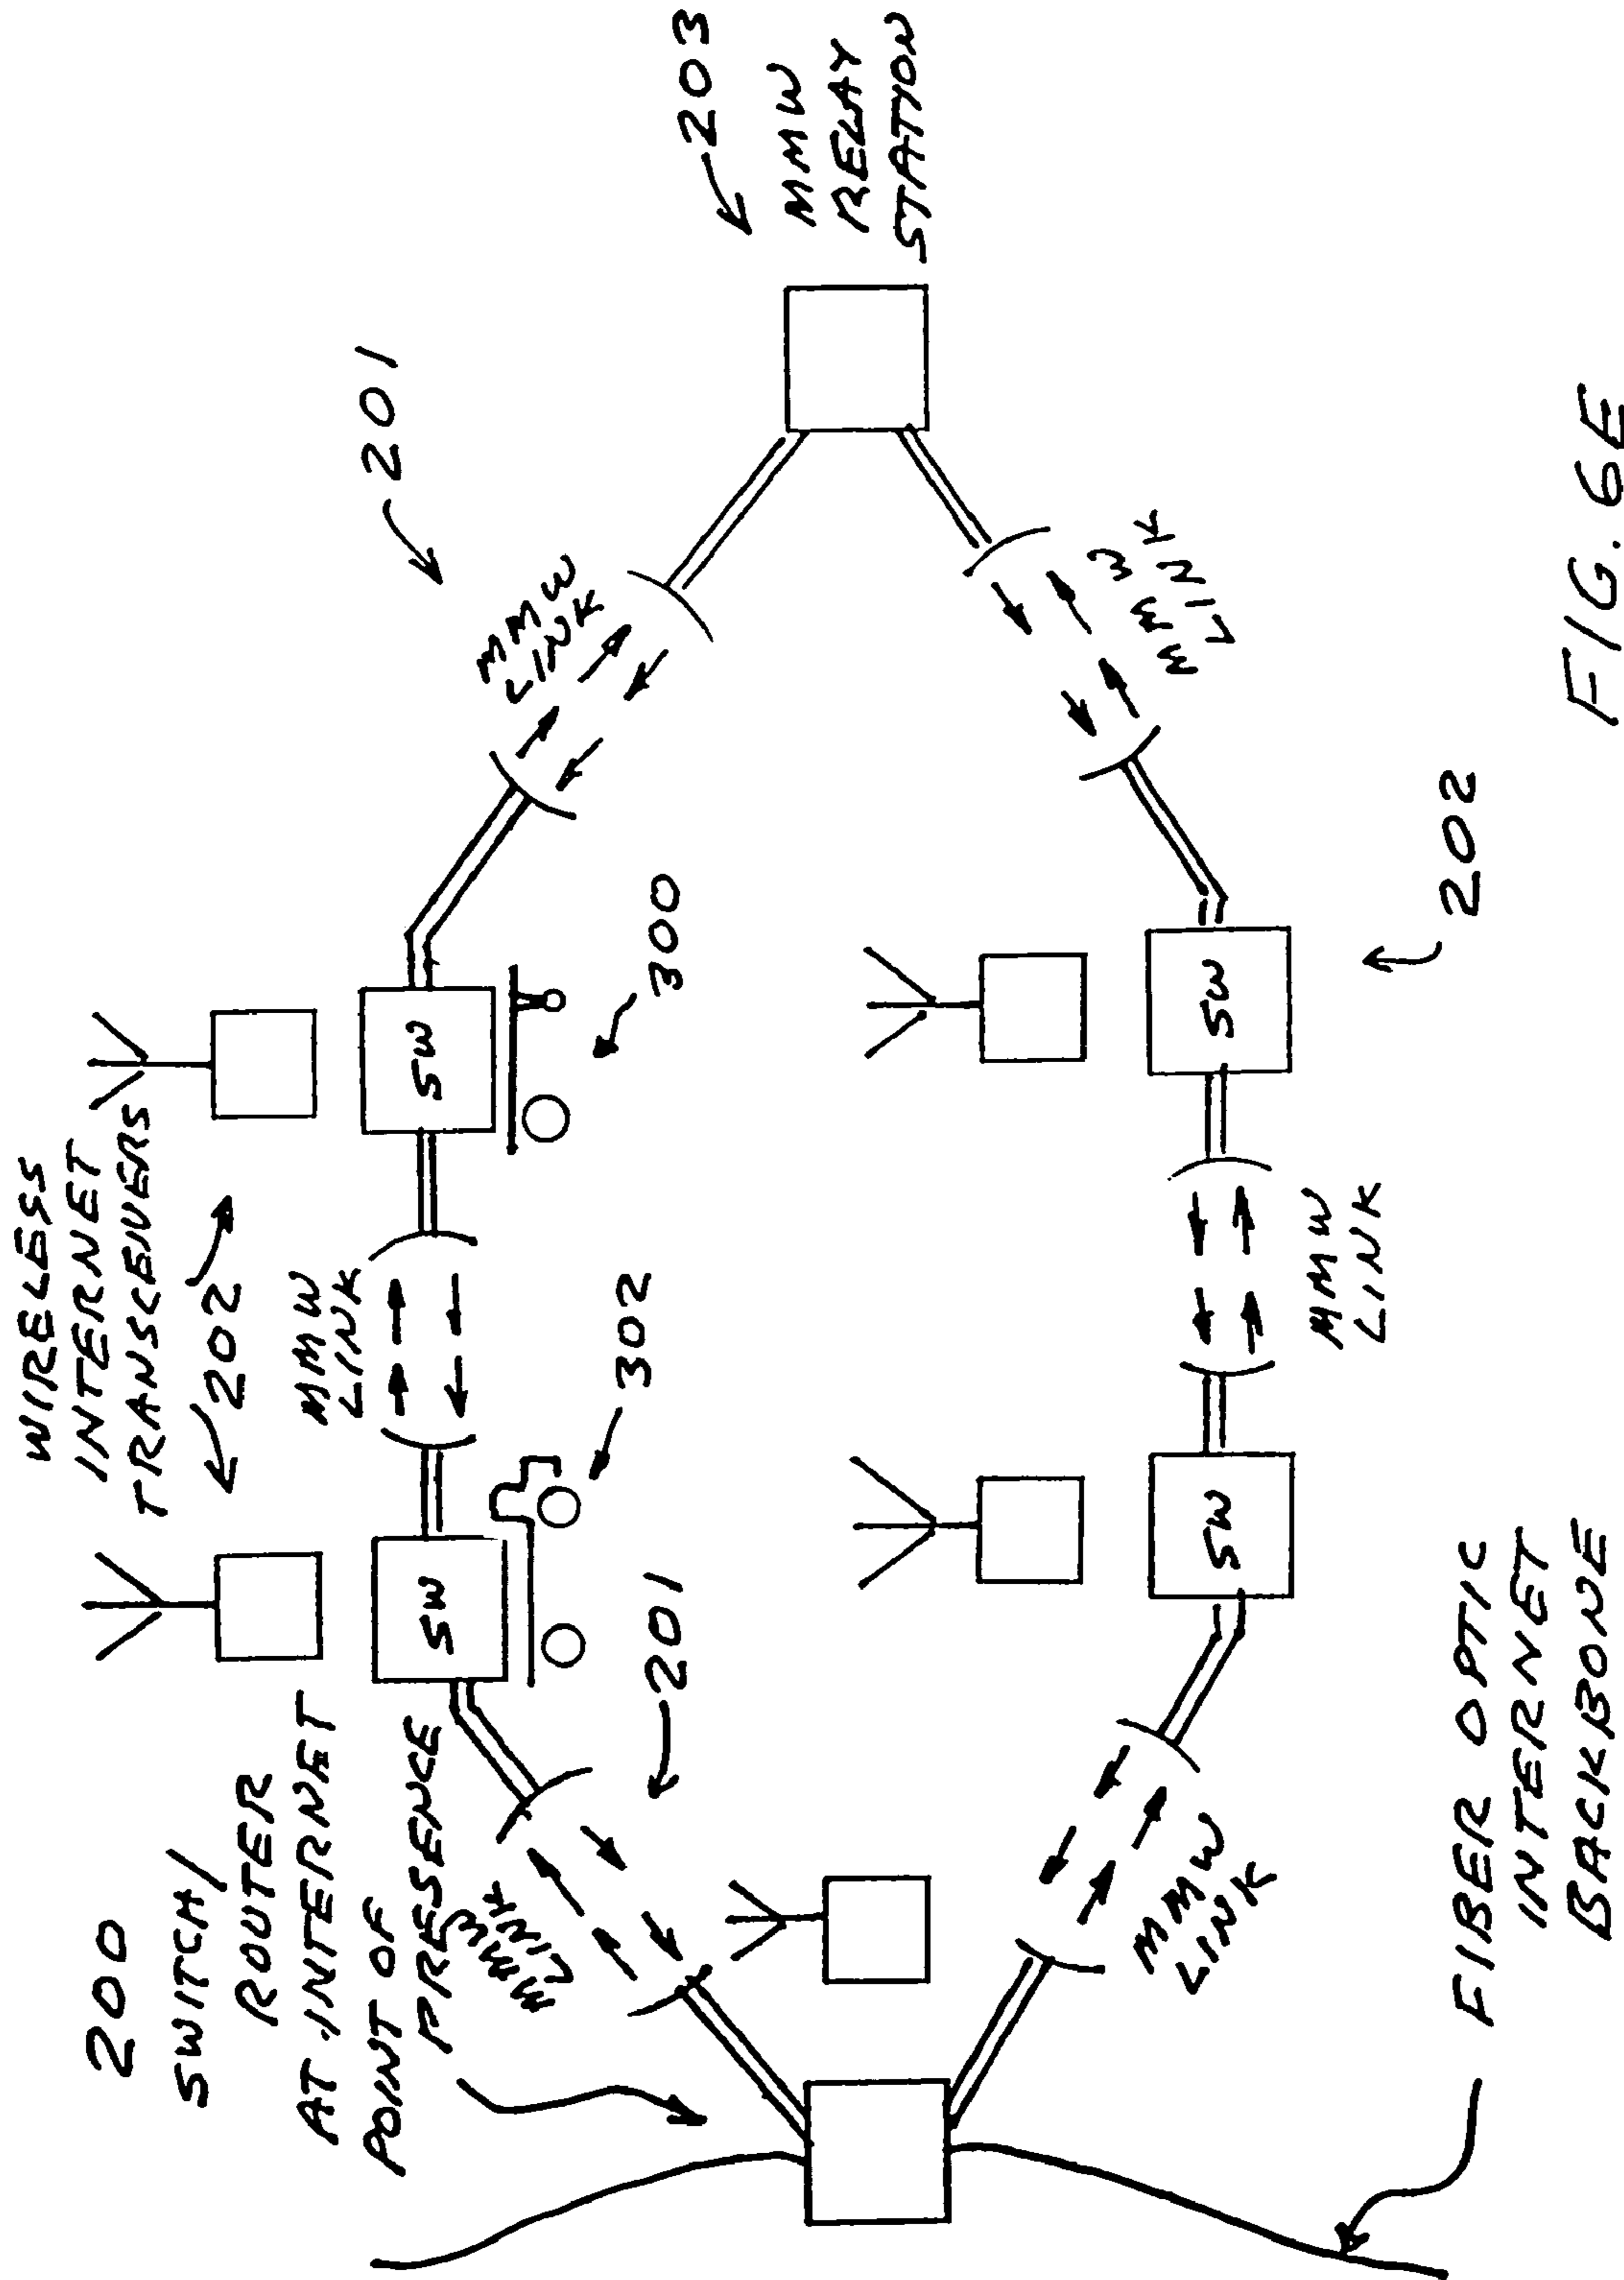 200
SWITCH/
ROUTER
AT INTERNET
POINT OF
PRESENCE
WIRELESS
INTERNET
TRANSCEIVERS
202
MMW
LINK
MMW
LINK
MMW
LINK
SW
SW
302
300
201
201
203
MMW
RELAY
STATION
MMW
LINK
MMW
LINK
MMW
LINK
SW
SW
202
FIBER OPTIC
INTERNET
BACKBONE
FIG. 6E